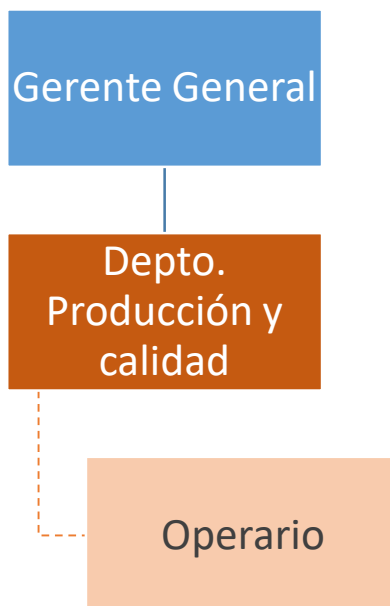 Gerente General
Depto.
Producción y
calidad
Operario